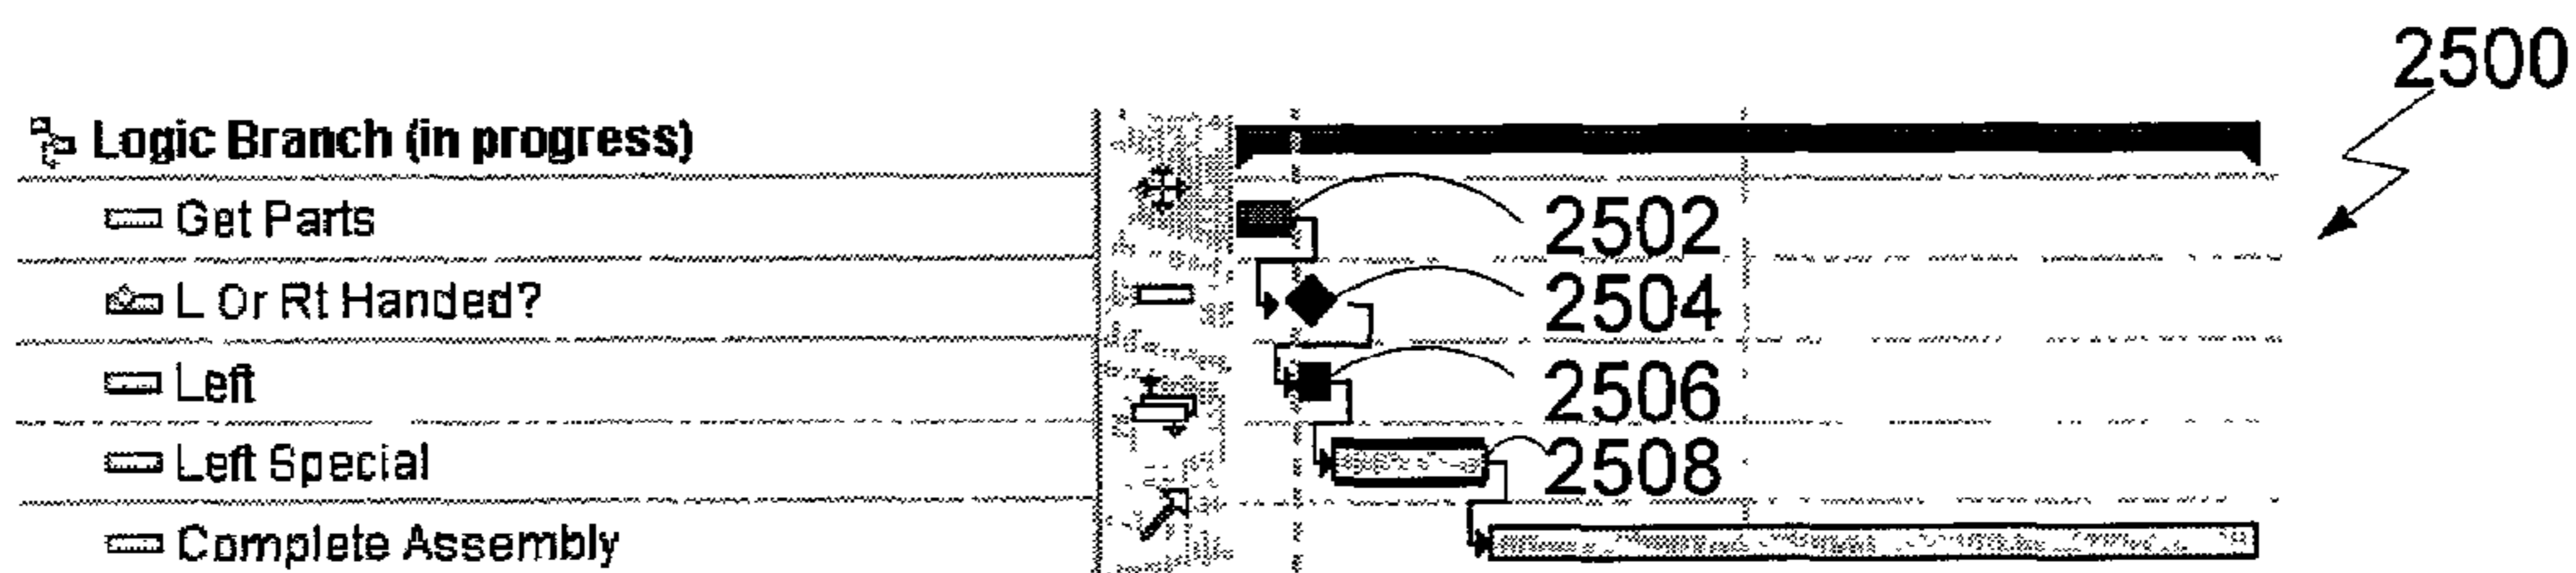 2500
Logic Branch (in progress)
Get Parts 2502
L Or Rt Handed? 2504
Left 2506
Left Special 2508
Complete Assembly